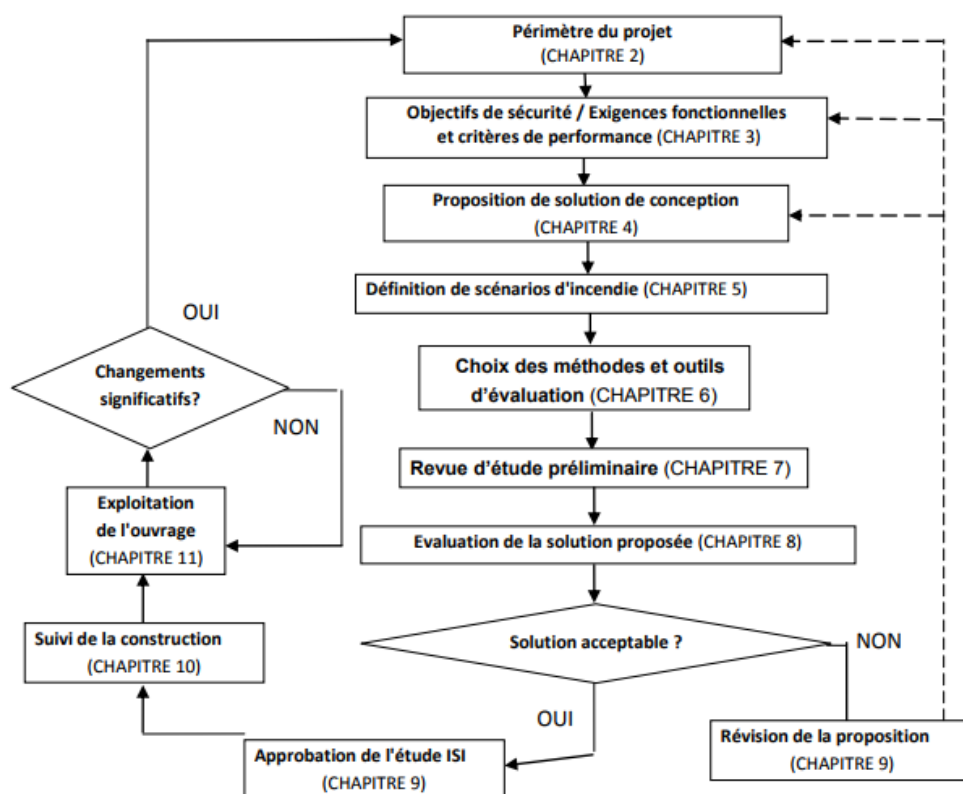 Périmètre du projet
(CHAPITRE 2)
Objectifs de sécurité / Exigences fonctionnelles
et critères de performance (CHAPITRE 3)
Proposition de solution de conception
(CHAPITRE 4)
Définition de scénarios d'incendie (CHAPITRE 5)
Choix des méthodes et outils
d'évaluation (CHAPITRE 6)
Revue d'étude préliminaire (CHAPITRE 7)
Evaluation de la solution proposée (CHAPITRE 8)
Solution acceptable ?
NON
Révision de la proposition
(CHAPITRE 9)
OUI
Approbation de l'étude ISI
(CHAPITRE 9)
Suivi de la construction
(CHAPITRE 10)
Exploitation
de l'ouvrage
(CHAPITRE 11)
Changements
significatifs?
NON
OUI